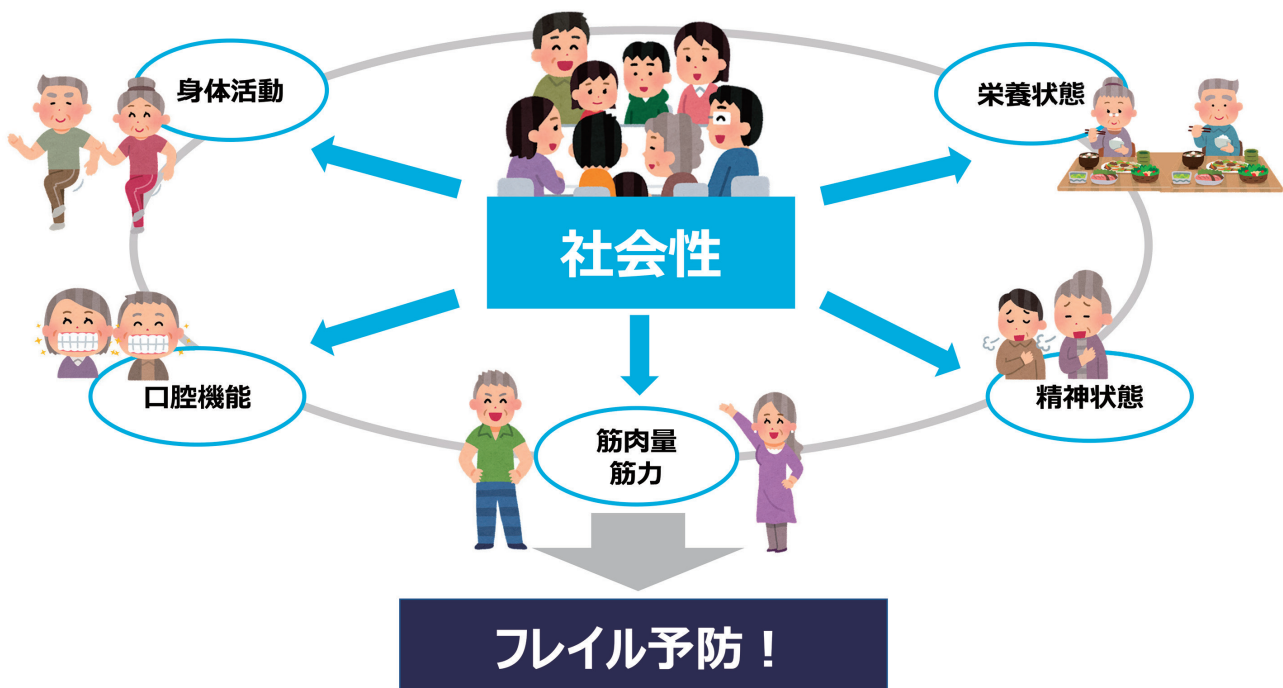 身体活動
栄養状態
社会性
口腔機能
精神状態
筋肉量
筋力
フレイル予防！